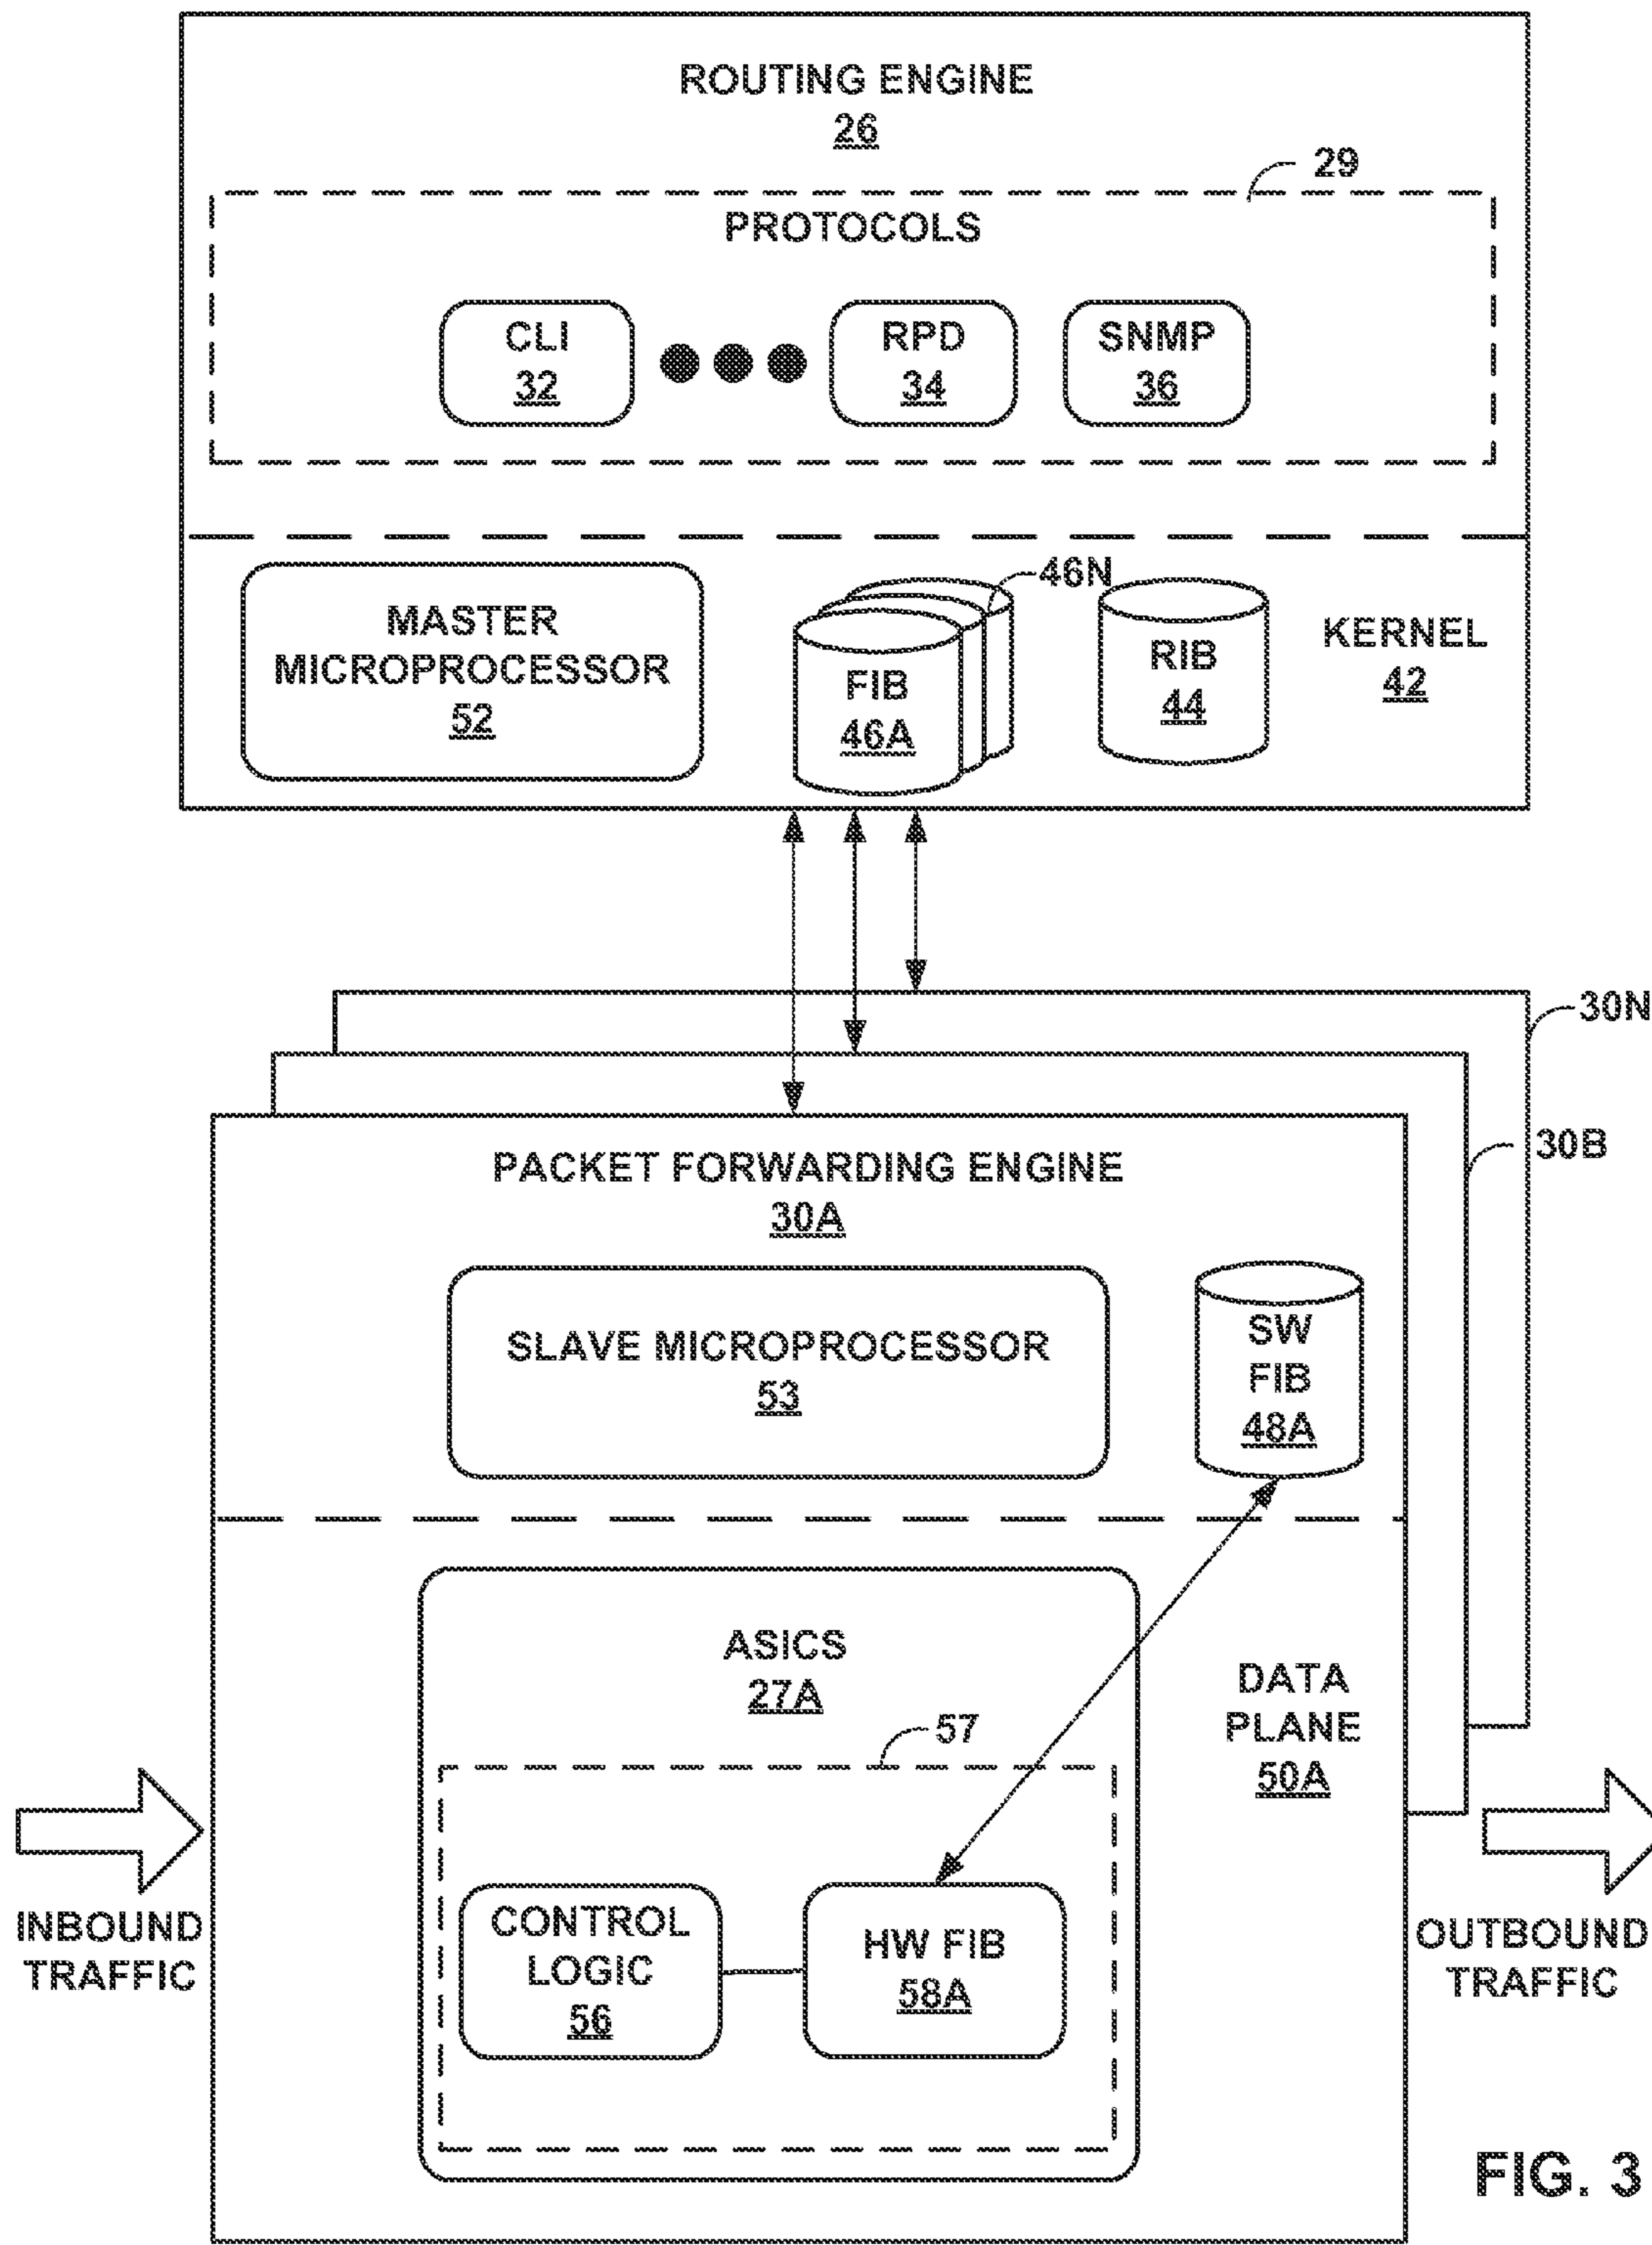 ROUTING ENGINE
26
29
PROTOCOLS
CLI
32
RPD
34
SNMP
36
MASTER
MICROPROCESSOR
52
46N
FIB
46A
RIB
44
KERNEL
42
30N
30B
PACKET FORWARDING ENGINE
30A
SLAVE MICROPROCESSOR
53
SW
FIB
48A
ASICS
27A
57
DATA
PLANE
50A
CONTROL
LOGIC
56
HW FIB
58A
INBOUND
TRAFFIC
OUTBOUND
TRAFFIC
FIG. 3